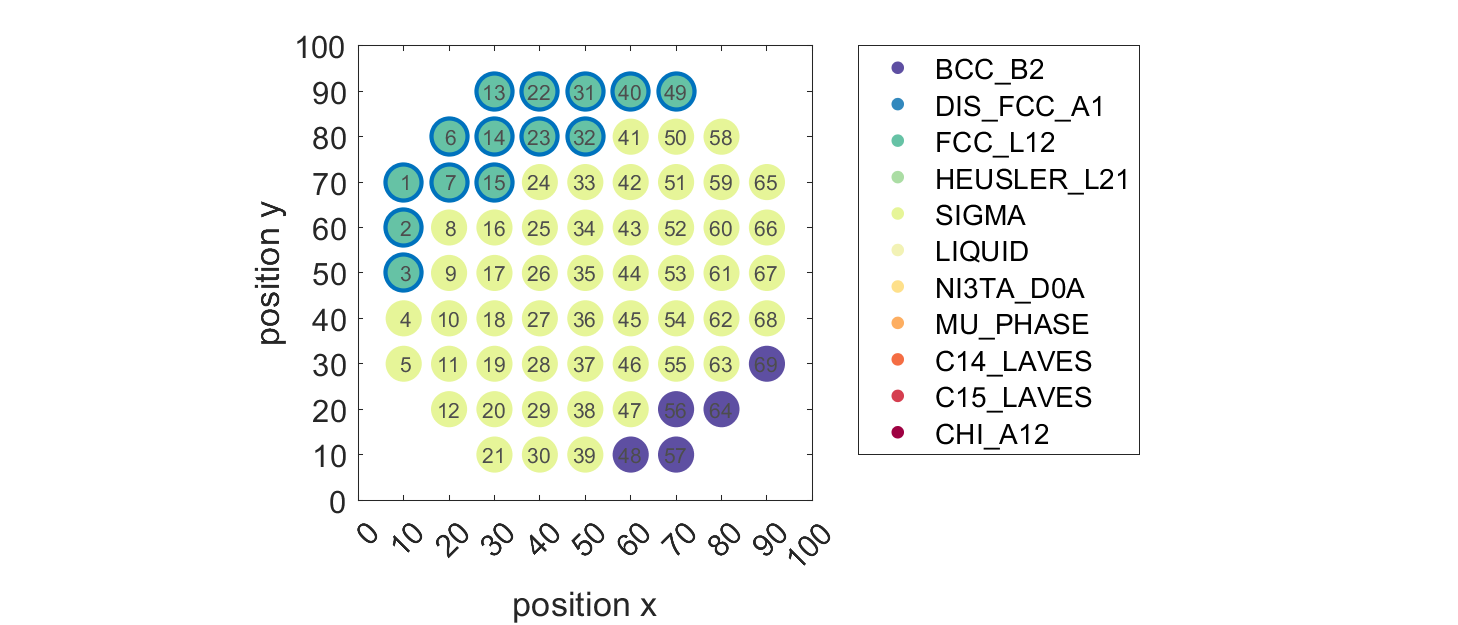 100
90
80
70
60
50
40
30
20
10
0
position y
13 22 31 40 49
6 14 23 32 41 50 58
1 7 15 24 33 42 51 59 65
2 8 16 25 34 43 52 60 66
3 9 17 26 35 44 53 61 67
4 10 18 27 36 45 54 62 68
5 11 19 28 37 46 55 63 69
12 20 29 38 47 56 64
21 30 39 48 57
0 10 20 30 40 50 60 70 80 90 100
position x
BCC_B2
DIS_FCC_A1
FCC_L12
HEUSLER_L21
SIGMA
LIQUID
NI3TA_D0A
MU_PHASE
C14_LAVES
C15_LAVES
CHI_A12